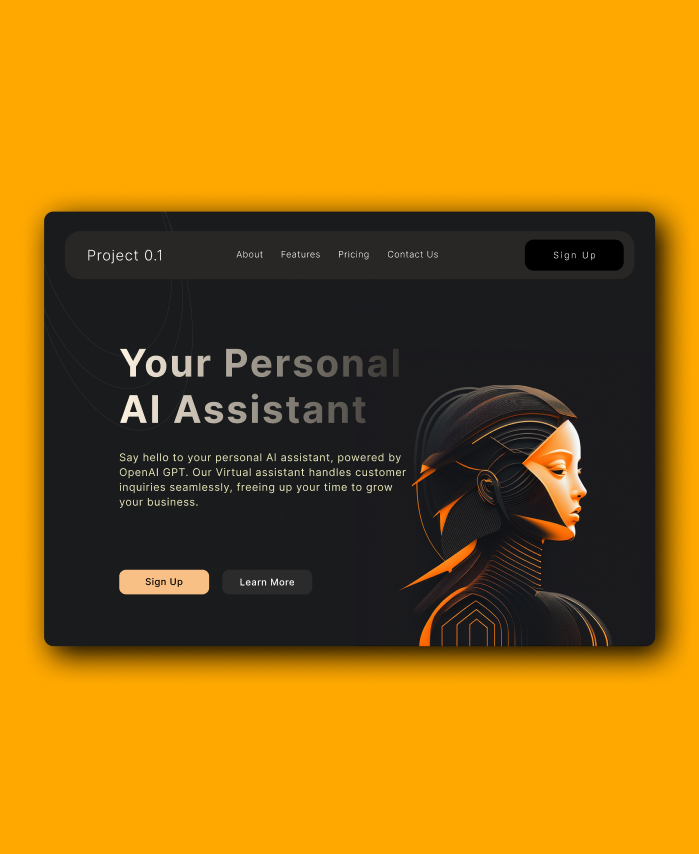 Project 0.1
About Features Pricing Contact Us
Sign Up
Your Personal
AI Assistant
Say hello to your personal AI assistant, powered by
OpenAI GPT. Our Virtual assistant handles customer
inquiries seamlessly, freeing up your time to grow
your business.
Sign Up
Learn More